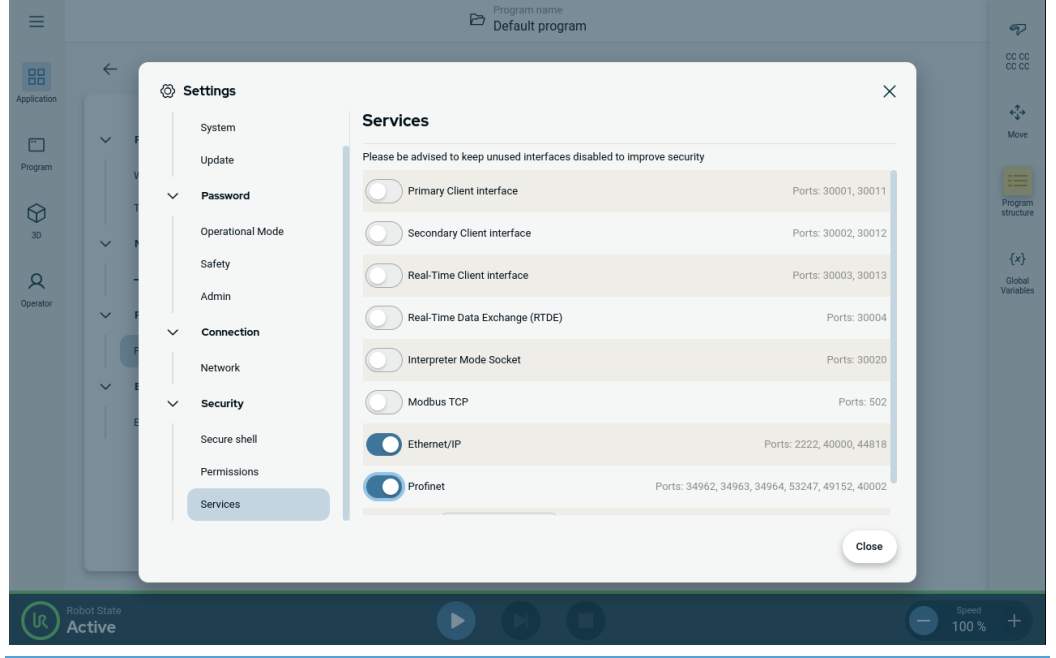 Program name
Default program
Application
Program
3D
Operator
Settings
System
Update
Password
Operational Mode
Safety
Admin
Connection
Network
Security
Secure shell
Permissions
Services
Services
Please be advised to keep unused interfaces disabled to improve security
Primary Client interface Ports: 30001, 30011
Secondary Client interface Ports: 30002, 30012
Real-Time Client interface Ports: 30003, 30013
Real-Time Data Exchange (RTDE) Ports: 30004
Interpreter Mode Socket Ports: 30020
Modbus TCP Ports: 502
Ethernet/IP Ports: 2222, 40000, 44818
Profinet Ports: 34962, 34963, 34964, 53247, 49152, 40002
Close
CC CC
CC CC
Move
Program
structure
{x}
Global
Variables
UR
Robot State
Active
Speed
100 %